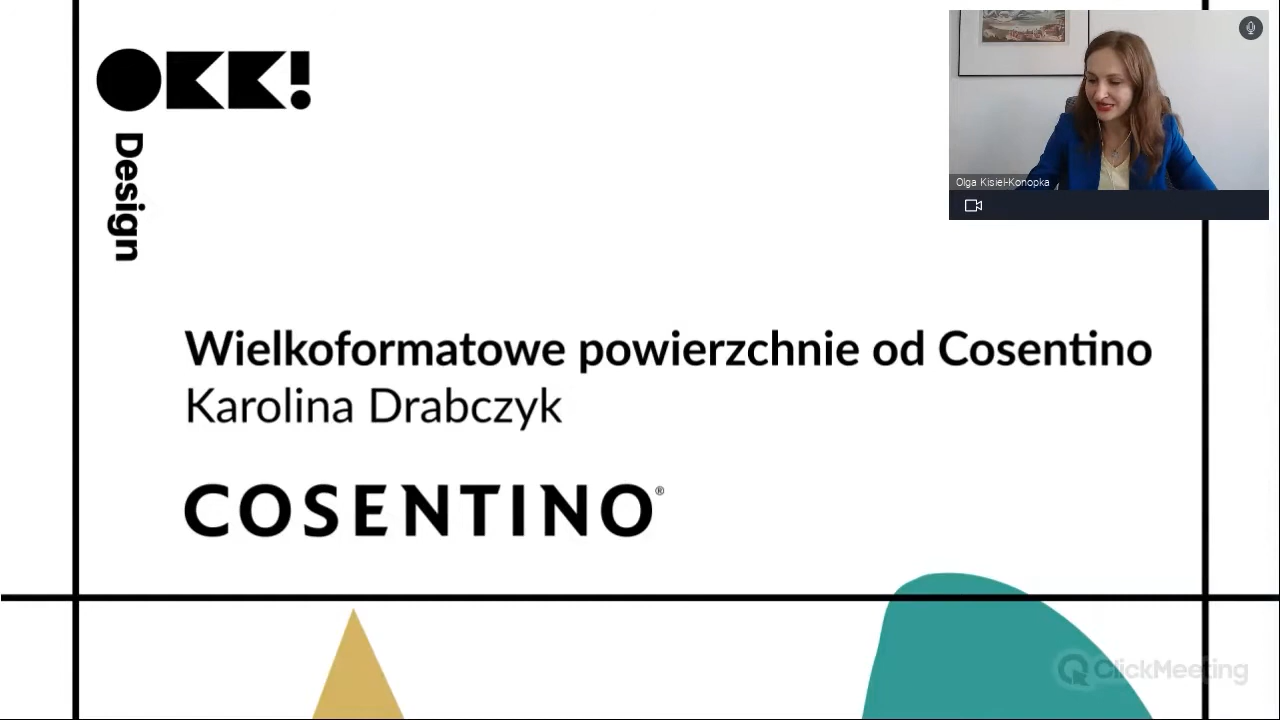 OKK!
Design
Olga Kisiel-Konopka
Wielkoformatowe powierzchnie od Cosentino
Karolina Drabczyk
COSENTINO®
ClickMeeting